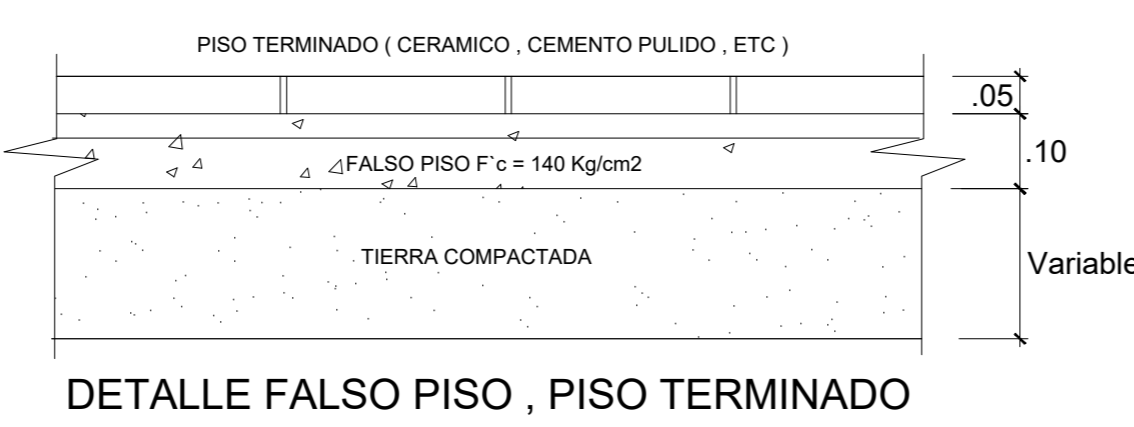 PISO TERMINADO ( CERAMICO , CEMENTO PULIDO , ETC )
.05
.10
FALSO PISO F`c = 140 Kg/cm2
TIERRA COMPACTADA
Variable
DETALLE FALSO PISO , PISO TERMINADO